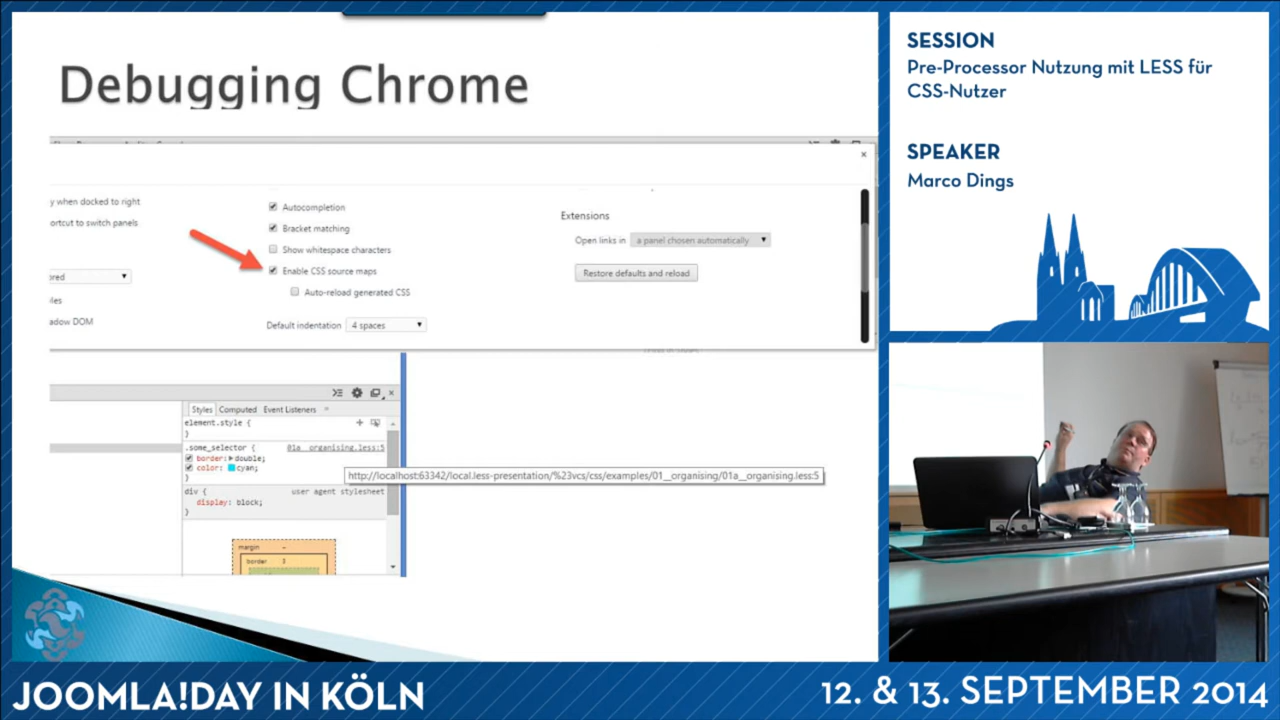 Debugging Chrome
y when docked to right
ortcut to switch panels
ored
les
adow DOM
Autocompletion
Bracket matching
Show whitespace characters
Enable CSS source maps
Auto-reload generated CSS
Default indentation 4 spaces
Extensions
Open links in a panel chosen automatically
Restore defaults and reload
Styles Computed Event Listeners »
element.style {
}
.some_selector { 01a__organising.less:5
border: double;
color: cyan;
}
http://localhost:63342/local.less-presentation/%23vcs/css/examples/01__organising/01a__organising.less:5
div { user agent stylesheet
display: block;
}
margin -
border 3
SESSION
Pre-Processor Nutzung mit LESS für
CSS-Nutzer
SPEAKER
Marco Dings
JOOMLA!DAY IN KÖLN
12. & 13. SEPTEMBER 2014